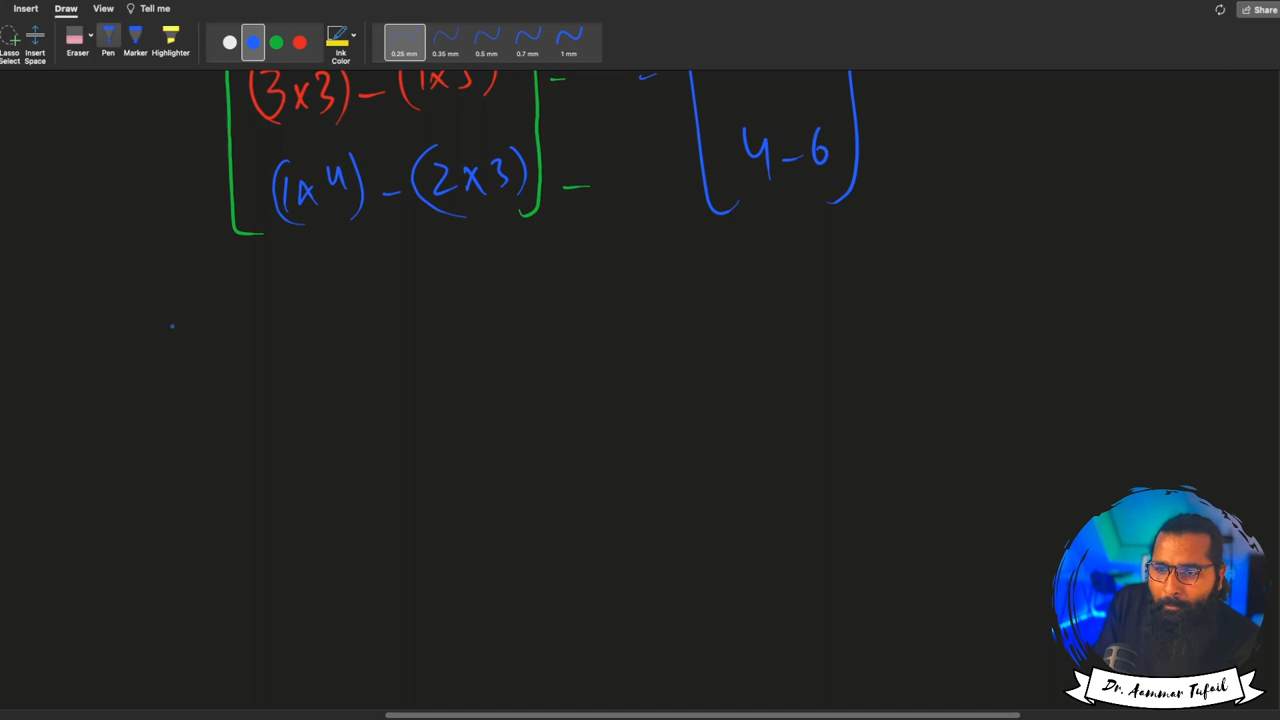 Insert Draw View Tell me
Share
Lasso Select
Insert Space
Eraser
Pen
Marker
Highlighter
Ink Color
0.25 mm
0.35 mm
0.5 mm
0.7 mm
1 mm
(3x3) - (1x3)
4-6
(1x4) - (2x3) -
Dr. Aammar Tufail